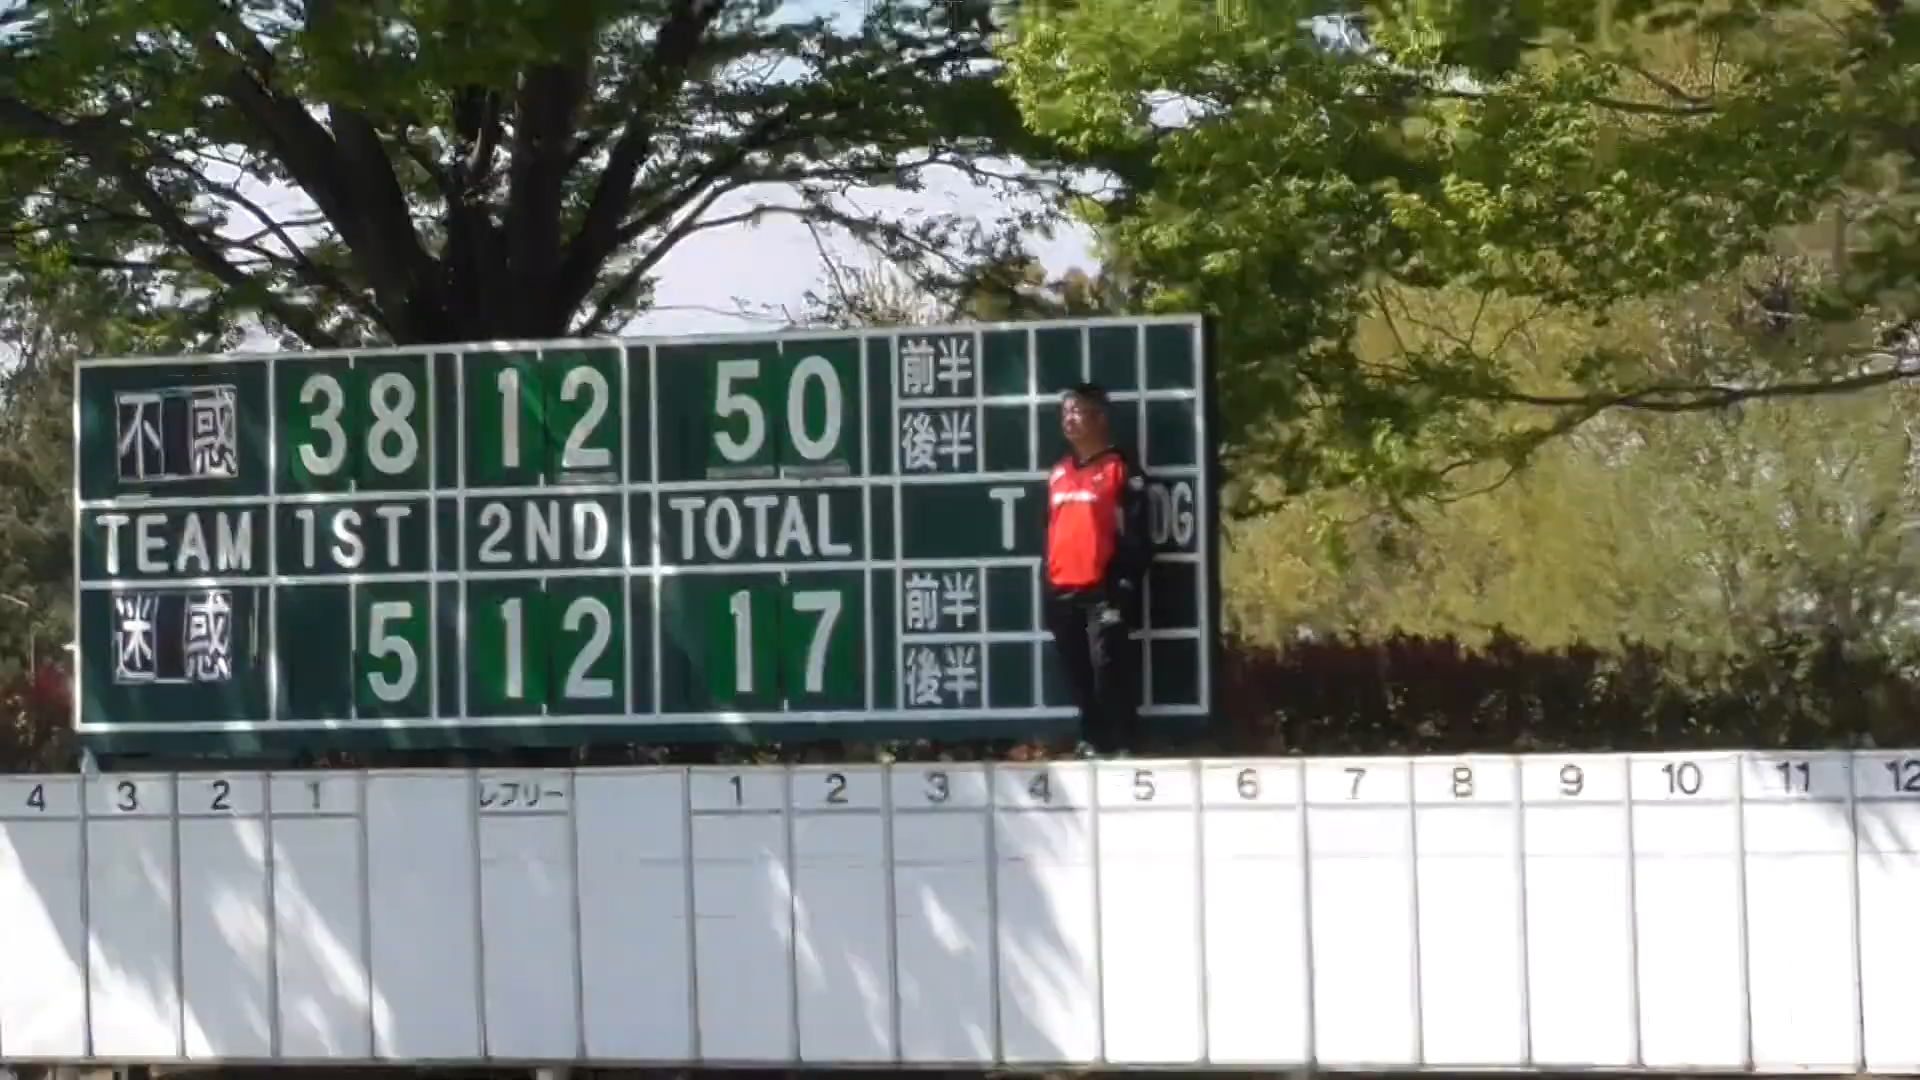 不惑 38 12 50 前半
後半
TEAM 1ST 2ND TOTAL T DG
迷惑 5 12 17 前半
後半
4 3 2 1 レフリー 1 2 3 4 5 6 7 8 9 10 11 12